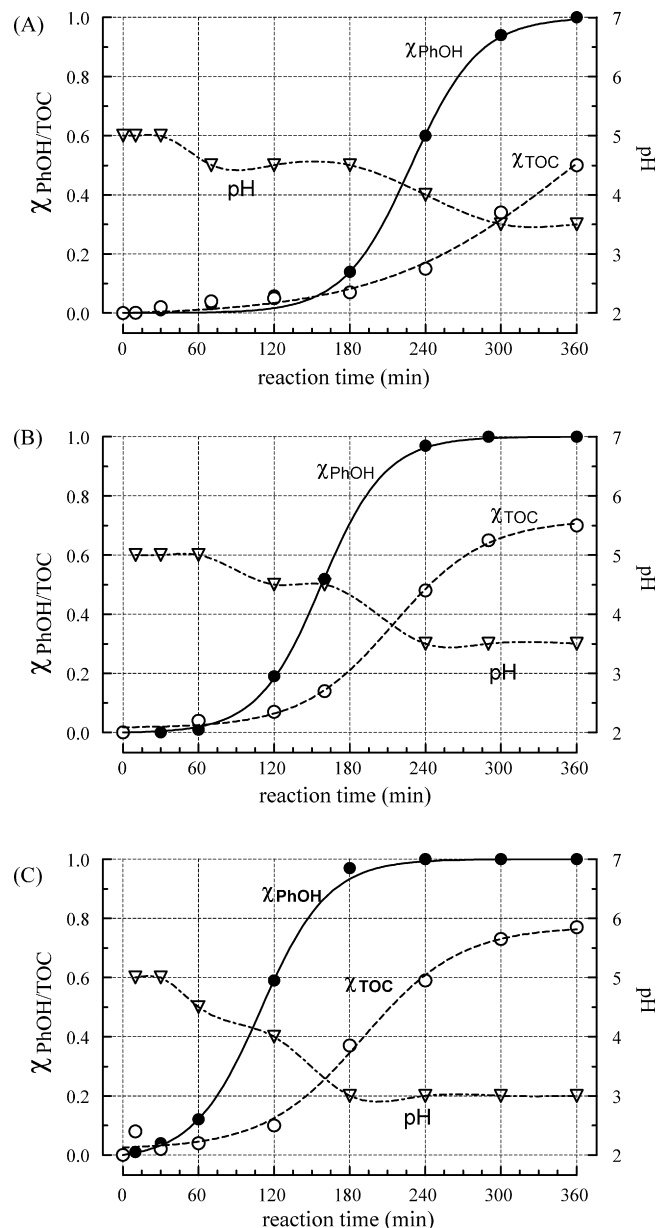 (A)
1.0 0.8 0.6 0.4 0.2 0.0
χ PhOH/TOC
χPhOH
χTOC
pH
7 6 5 4 3 2
pH
0 60 120 180 240 300 360
reaction time (min)
(B)
1.0 0.8 0.6 0.4 0.2 0.0
χ PhOH/TOC
χPhOH
χTOC
pH
7 6 5 4 3 2
pH
0 60 120 180 240 300 360
reaction time (min)
(C)
1.0 0.8 0.6 0.4 0.2 0.0
χ PhOH/TOC
χPhOH
χTOC
pH
7 6 5 4 3 2
pH
0 60 120 180 240 300 360
reaction time (min)